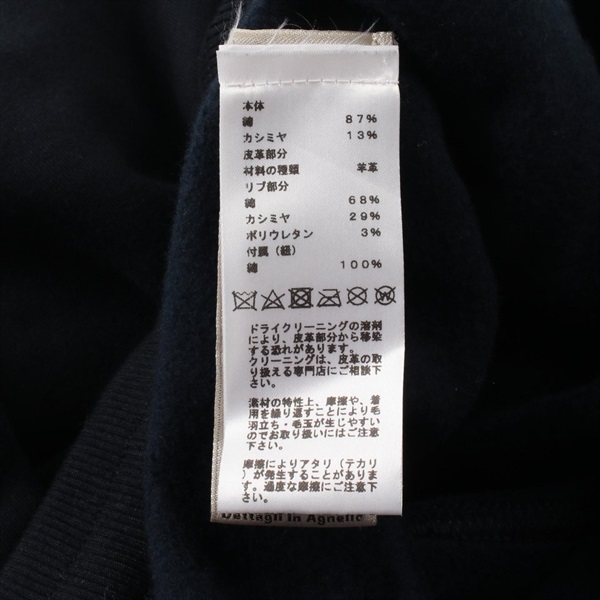 本体
綿 87%
カシミヤ 13%
皮革部分
材料の種類 羊革
リブ部分
綿 68%
カシミヤ 29%
ポリウレタン 3%
付属（紐）
綿 100%
ドライクリーニングの溶剤
により、皮革部分から移染
する恐れがあります。
クリーニングは、皮革の取
り扱える専門店にご相談下
さい。
素材の特性上、摩擦や、着
用を繰り返すことにより毛
羽立ち・毛玉が生じやすい
のでお取り扱いにはご注意
下さい。
摩擦によりアタリ（テカリ
）が発生することがありま
す。過度な摩擦にご注意下
さい。
Dettagli in Agnello